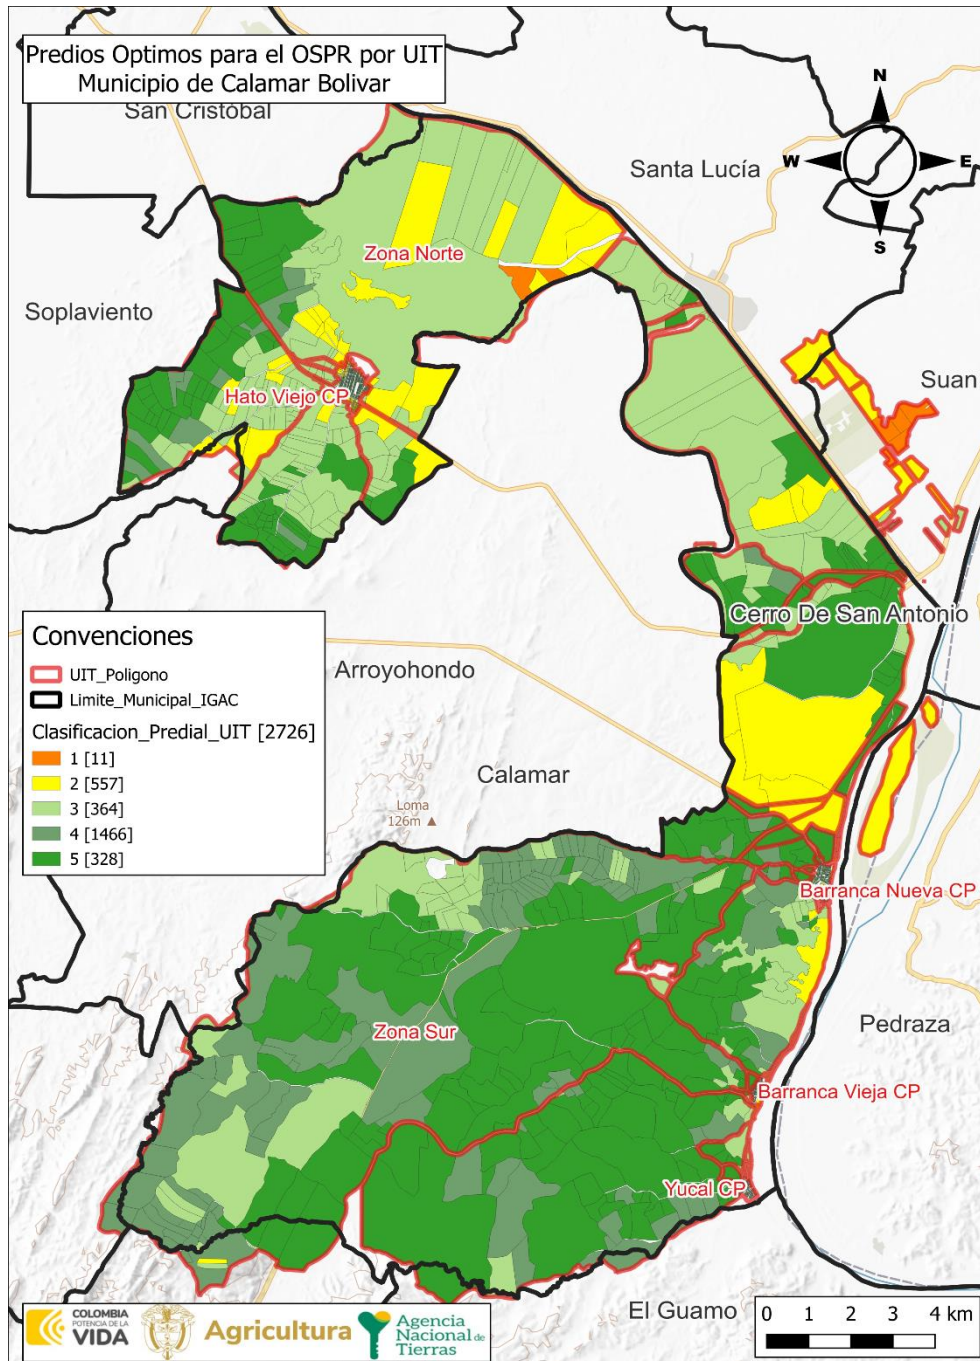 Predios Optimos para el OSPR por UIT
Municipio de Calamar Bolivar
San Cristóbal
N
W
E
S
Santa Lucía
Zona Norte
Soplaviento
Suan
Hato Viejo CP
Cerro De San Antonio
Convenciones
UIT_Poligono
Limite_Municipal_IGAC
Clasificacion_Predial_UIT [2726]
1 [11]
2 [557]
3 [364]
4 [1466]
5 [328]
Arroyohondo
Calamar
Loma
126m ▲
Barranca Nueva CP
Zona Sur
Pedraza
Barranca Vieja CP
Yucal CP
El Guamo
COLOMBIA
POTENCIA DE LA
VIDA
Agricultura
Agencia
Nacional de
Tierras
0 1 2 3 4 km